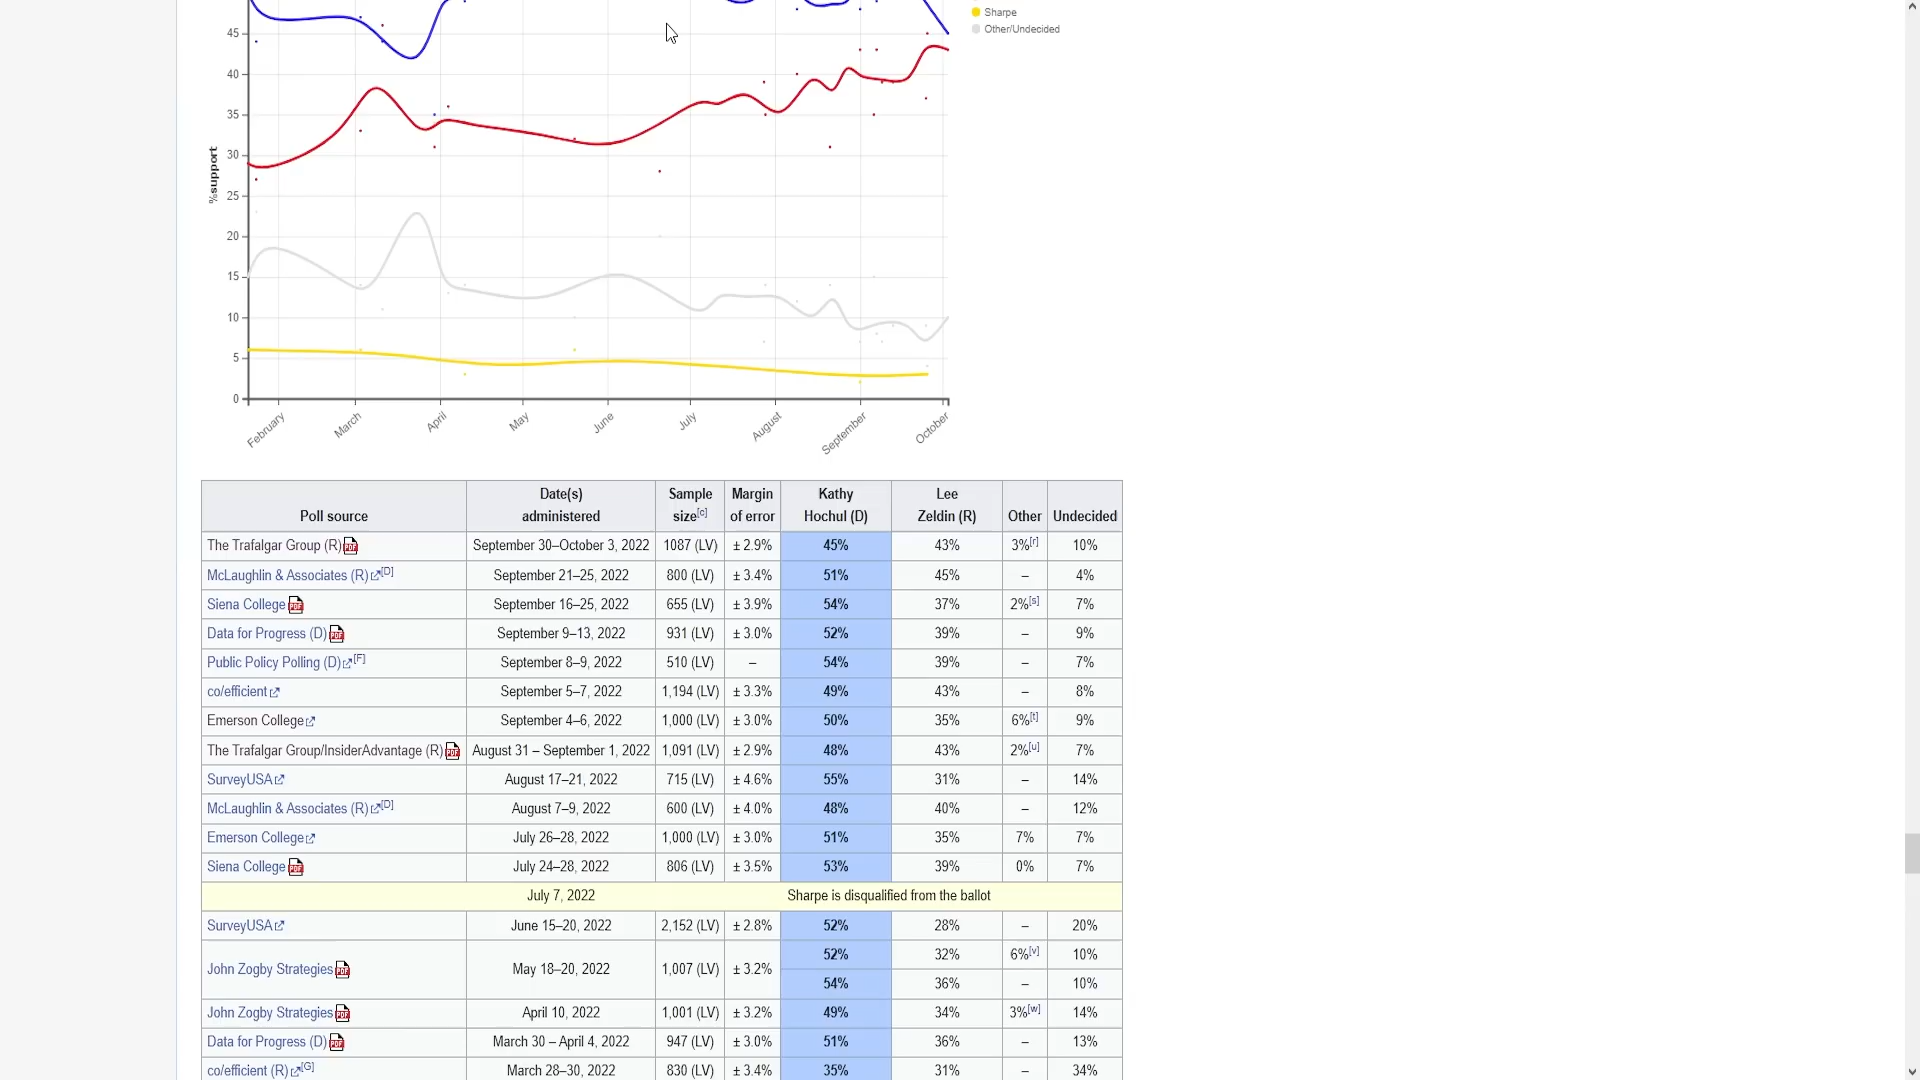 Sharpe
Other/Undecided
45
40
35
30
25
20
15
10
5
0
%support
February
March
April
May
June
July
August
September
October
Poll source Date(s) administered Sample size[c] Margin of error Kathy Hochul (D) Lee Zeldin (R) Other Undecided
The Trafalgar Group (R) September 30–October 3, 2022 1087 (LV) ± 2.9% 45% 43% 3%[r] 10%
McLaughlin & Associates (R)[D] September 21–25, 2022 800 (LV) ± 3.4% 51% 45% – 4%
Siena College September 16–25, 2022 655 (LV) ± 3.9% 54% 37% 2%[s] 7%
Data for Progress (D) September 9–13, 2022 931 (LV) ± 3.0% 52% 39% – 9%
Public Policy Polling (D)[F] September 8–9, 2022 510 (LV) – 54% 39% – 7%
co/efficient September 5–7, 2022 1,194 (LV) ± 3.3% 49% 43% – 8%
Emerson College September 4–6, 2022 1,000 (LV) ± 3.0% 50% 35% 6%[t] 9%
The Trafalgar Group/InsiderAdvantage (R) August 31 – September 1, 2022 1,091 (LV) ± 2.9% 48% 43% 2%[u] 7%
SurveyUSA August 17–21, 2022 715 (LV) ± 4.6% 55% 31% – 14%
McLaughlin & Associates (R)[D] August 7–9, 2022 600 (LV) ± 4.0% 48% 40% – 12%
Emerson College July 26–28, 2022 1,000 (LV) ± 3.0% 51% 35% 7% 7%
Siena College July 24–28, 2022 806 (LV) ± 3.5% 53% 39% 0% 7%
July 7, 2022 Sharpe is disqualified from the ballot
SurveyUSA June 15–20, 2022 2,152 (LV) ± 2.8% 52% 28% – 20%
John Zogby Strategies May 18–20, 2022 1,007 (LV) ± 3.2% 52% 32% 6%[v] 10%
54% 36% – 10%
John Zogby Strategies April 10, 2022 1,001 (LV) ± 3.2% 49% 34% 3%[w] 14%
Data for Progress (D) March 30 – April 4, 2022 947 (LV) ± 3.0% 51% 36% – 13%
co/efficient (R)[G] March 28–30, 2022 830 (LV) ± 3.4% 35% 31% – 34%